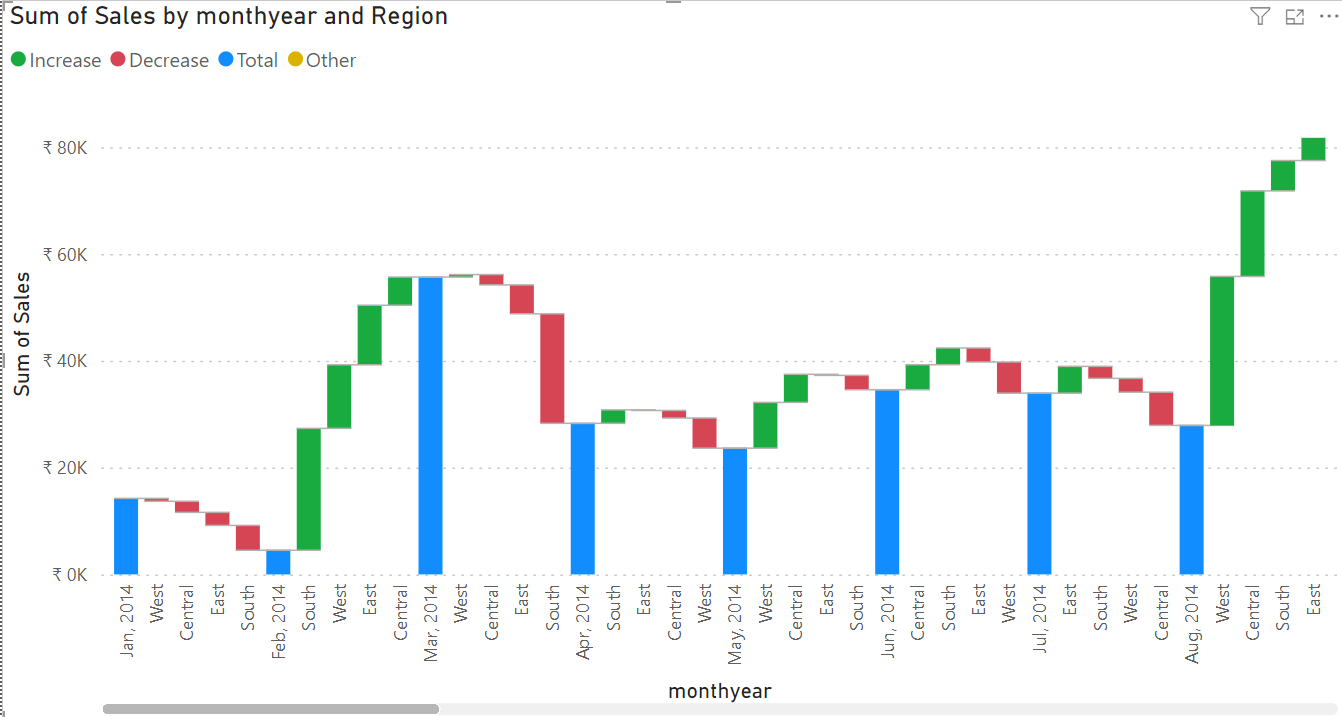 Sum of Sales by monthyear and Region
Increase Decrease Total Other
₹ 80K
₹ 60K
₹ 40K
₹ 20K
₹ 0K
Sum of Sales
Jan, 2014 West Central East South Feb, 2014 South West East Central Mar, 2014 West Central East South Apr, 2014 South East Central West May, 2014 West Central East South Jun, 2014 Central South East West Jul, 2014 East South West Central Aug, 2014 West Central South East
monthyear